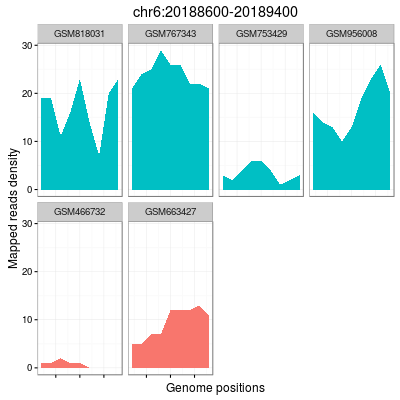 chr6:20188600-20189400
GSM818031 GSM767343 GSM753429 GSM956008
30
20
10
0
GSM466732 GSM663427
30
20
10
0
Mapped reads density
Genome positions